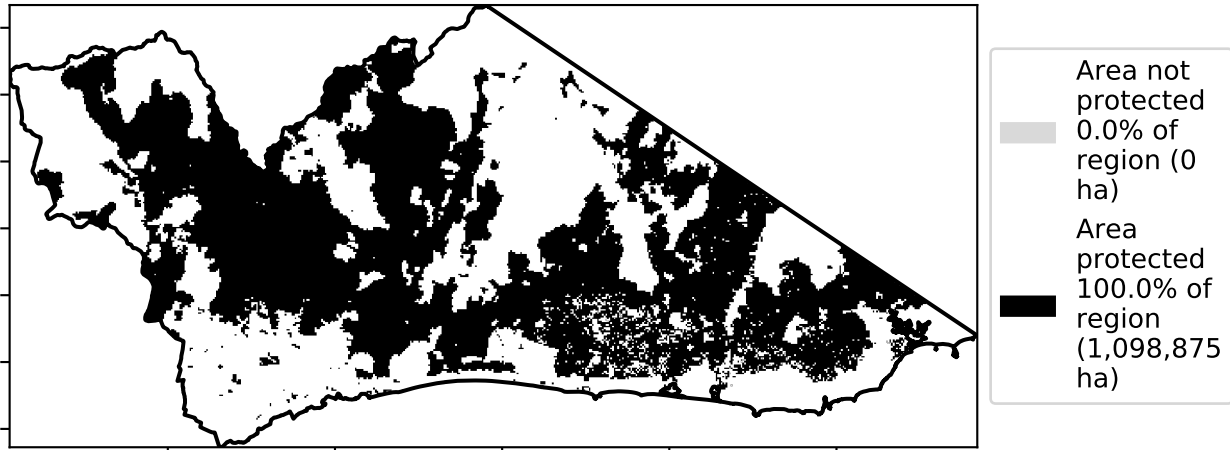 Area not
protected
0.0% of
region (0
ha)
Area
protected
100.0% of
region
(1,098,875
ha)